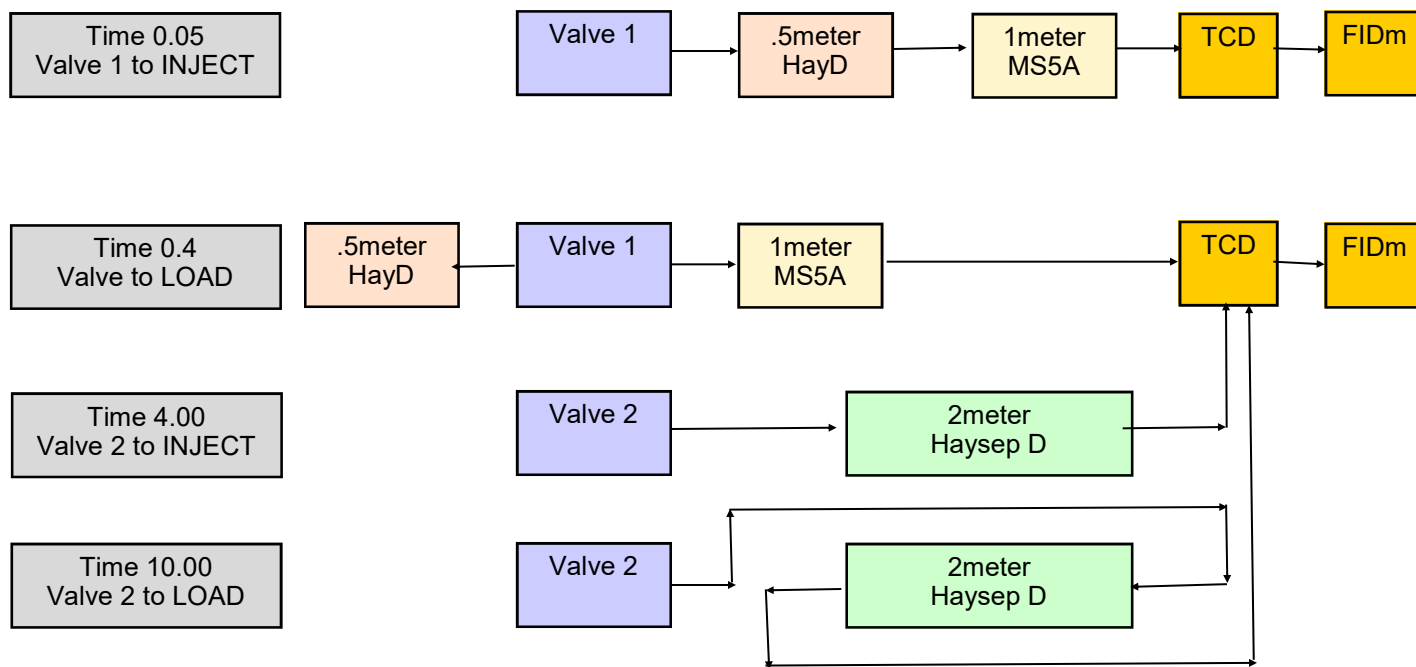 Time 0.05
Valve 1 to INJECT
Valve 1
.5meter
HayD
1meter
MS5A
TCD
FIDm
Time 0.4
Valve to LOAD
.5meter
HayD
Valve 1
1meter
MS5A
TCD
FIDm
Time 4.00
Valve 2 to INJECT
Valve 2
2meter
Haysep D
Time 10.00
Valve 2 to LOAD
Valve 2
2meter
Haysep D